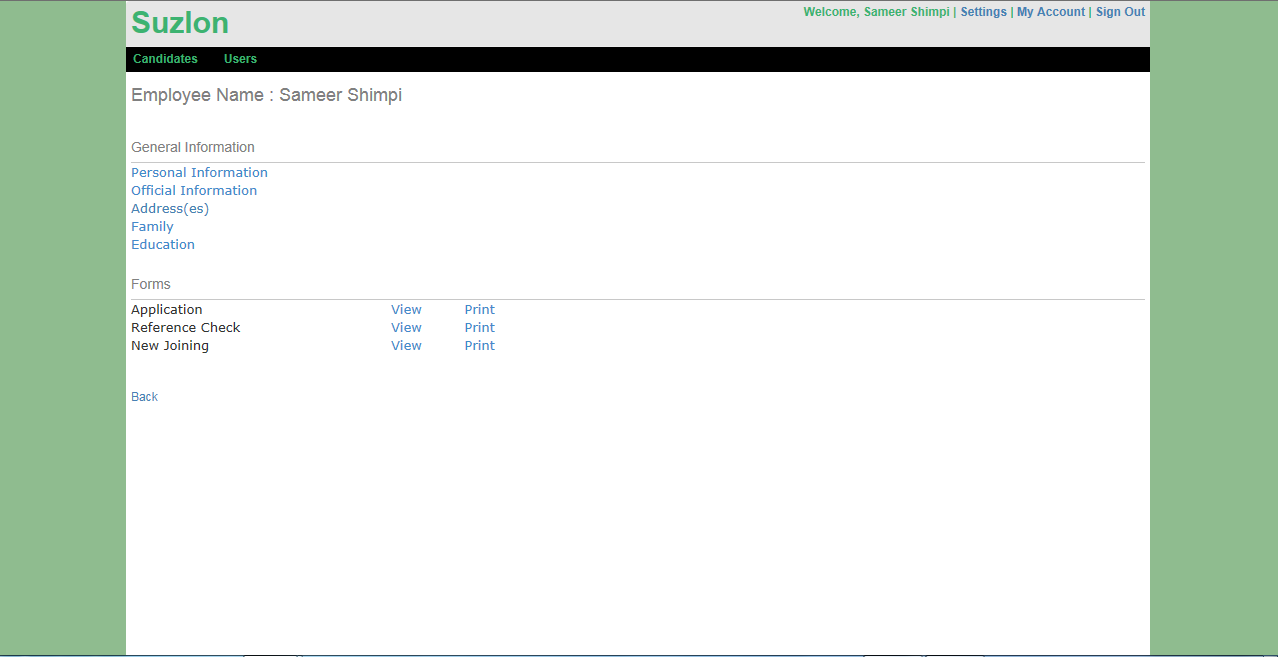 Suzlon
Welcome, Sameer Shimpi | Settings | My Account | Sign Out
Candidates Users
Employee Name : Sameer Shimpi
General Information
Personal Information
Official Information
Address(es)
Family
Education
Forms
Application View Print
Reference Check View Print
New Joining View Print
Back